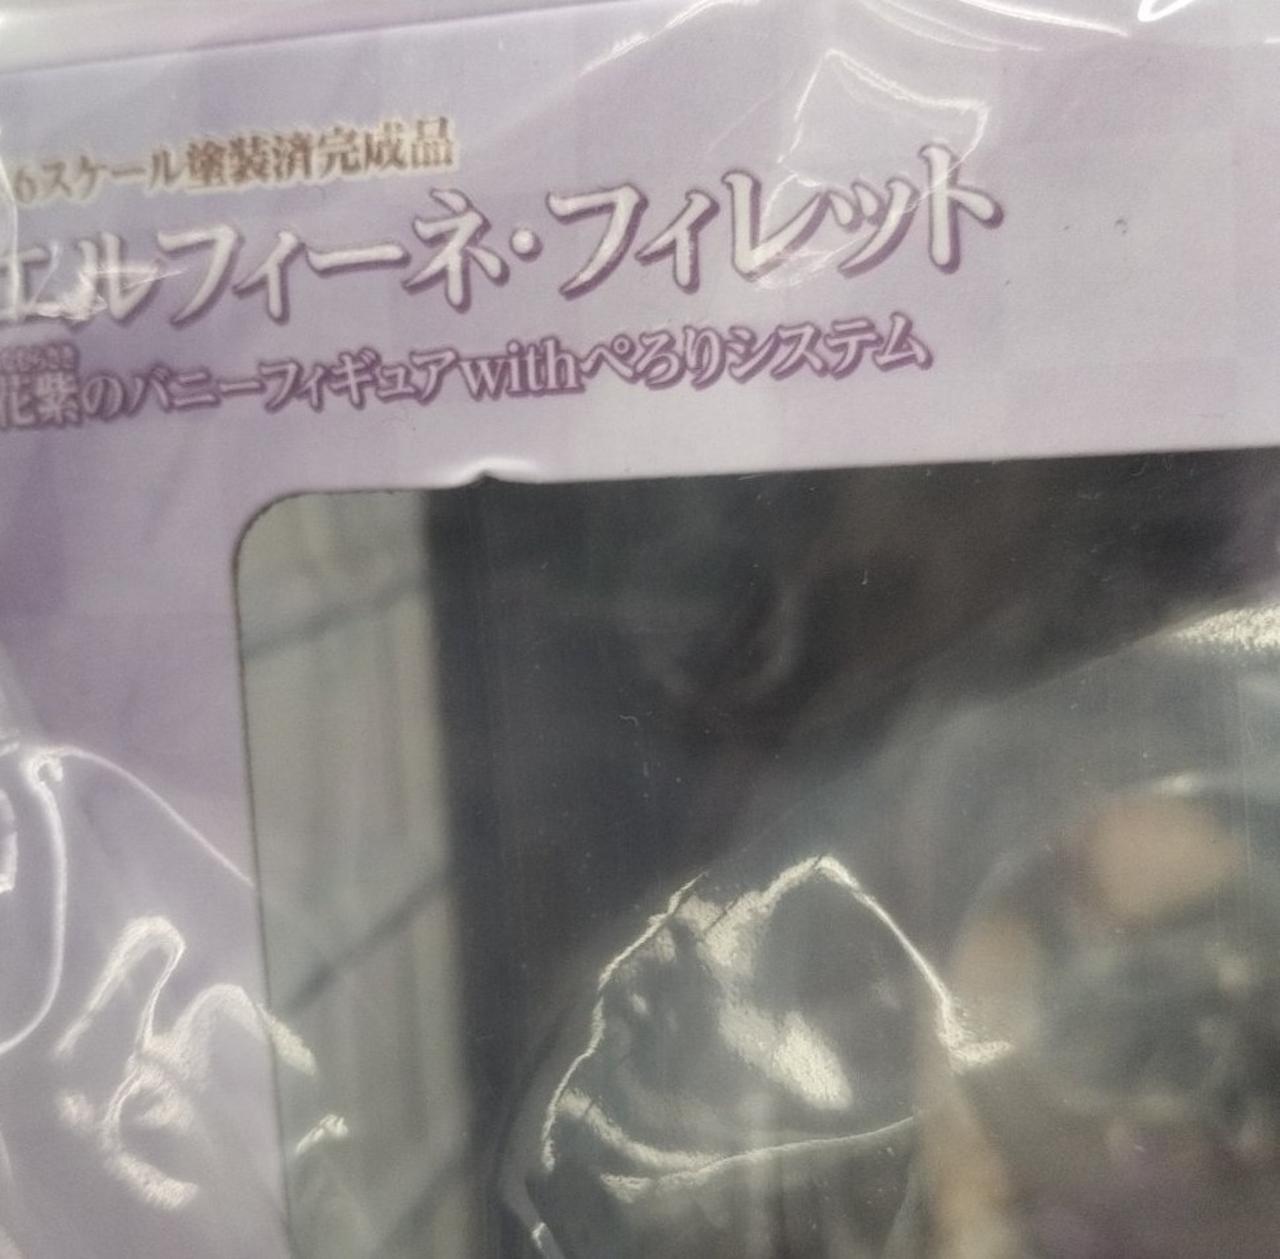 6スケール塗装済完成品
エルフィーネ・フィレット
花紫のバニーフィギュアwithぺろりシステム